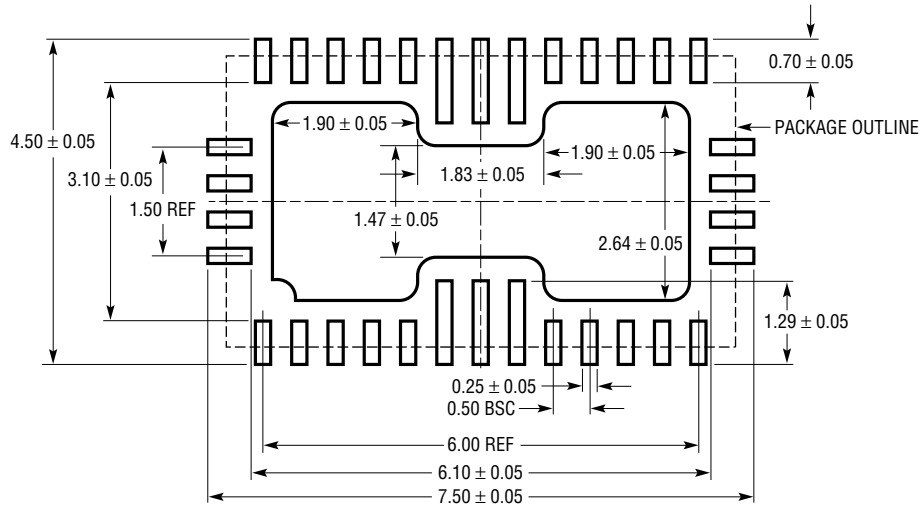 0.70 ± 0.05
1.90 ± 0.05
PACKAGE OUTLINE
4.50 ± 0.05
1.90 ± 0.05
1.83 ± 0.05
3.10 ± 0.05
1.50 REF
1.47 ± 0.05
2.64 ± 0.05
1.29 ± 0.05
0.25 ± 0.05
0.50 BSC
6.00 REF
6.10 ± 0.05
7.50 ± 0.05